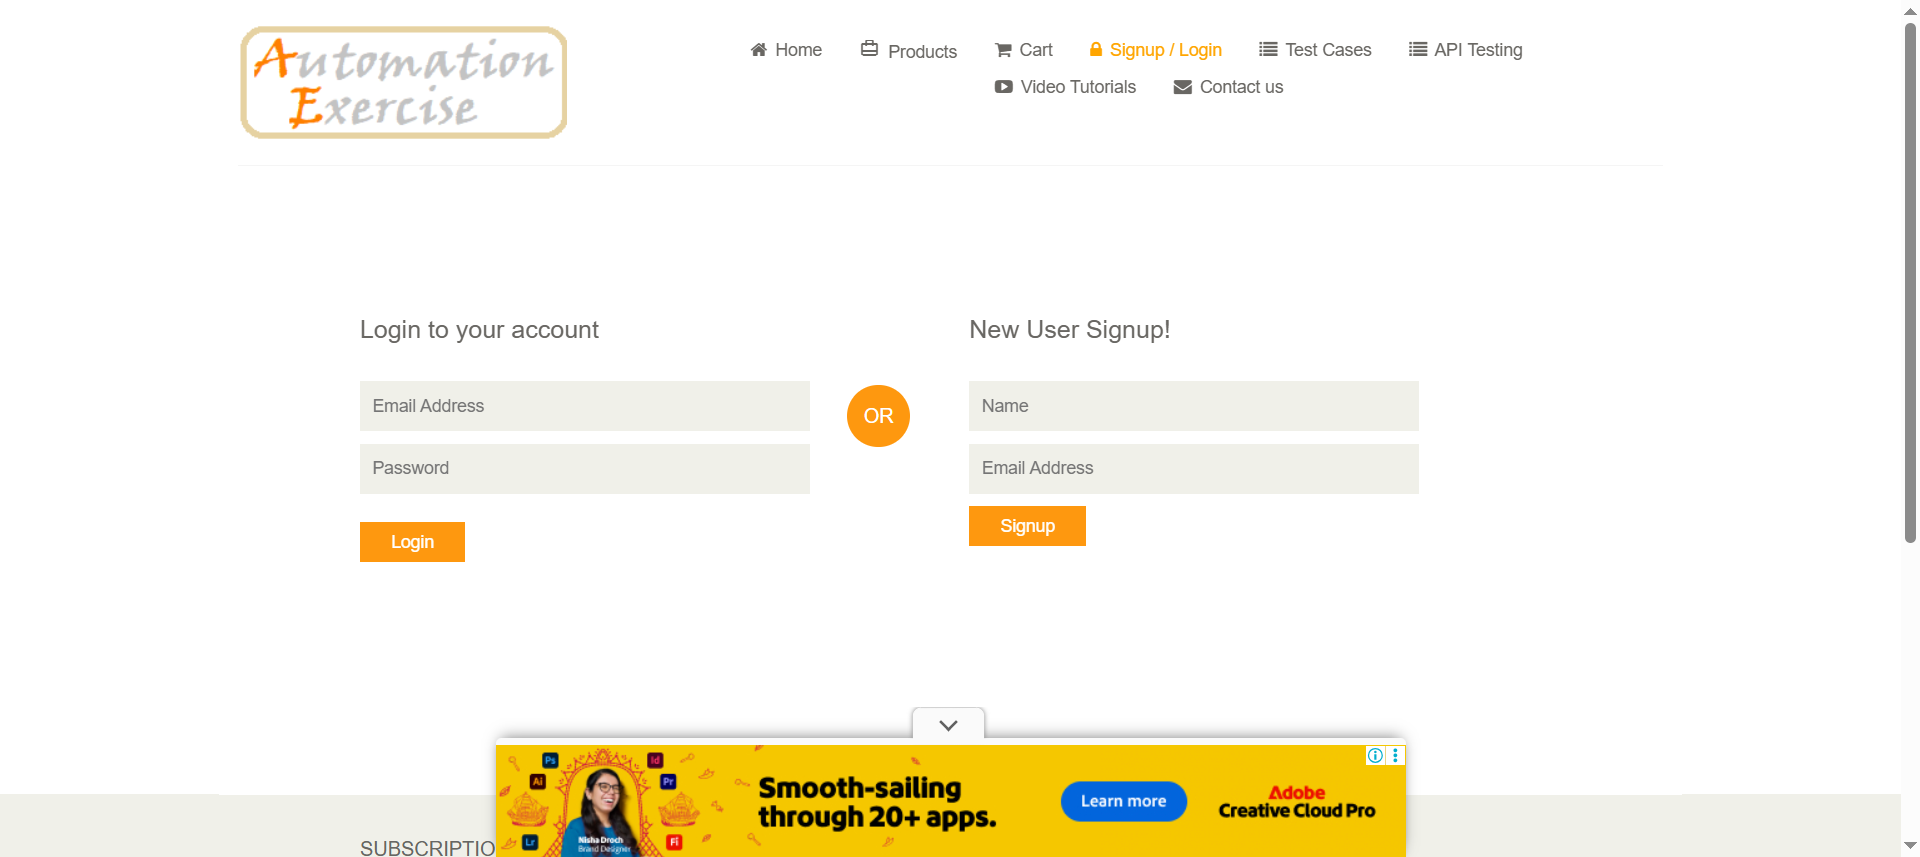 Automation
Exercise
Home
Products
Cart
Signup / Login
Test Cases
API Testing
Video Tutorials
Contact us
Login to your account
Email Address
Password
Login
OR
New User Signup!
Name
Email Address
Signup
SUBSCRIPTIO
Ps
Ai
Id
Pr
Lr
Fi
Nisha Droch
Brand Designer
Smooth-sailing
through 20+ apps.
Learn more
Adobe
Creative Cloud Pro